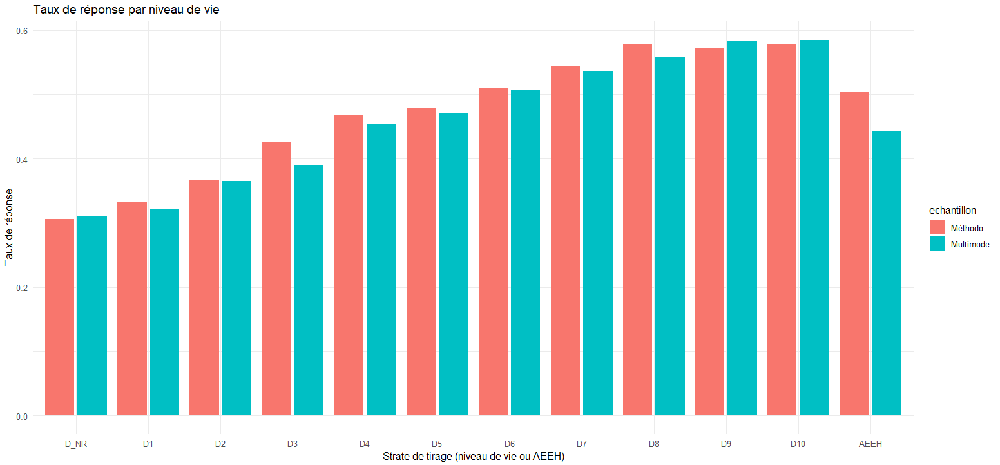 Taux de réponse par niveau de vie
0.6
0.4
0.2
0.0
Taux de réponse
D_NR D1 D2 D3 D4 D5 D6 D7 D8 D9 D10 AEEH
Strate de tirage (niveau de vie ou AEEH)
echantillon
Méthodo
Multimode